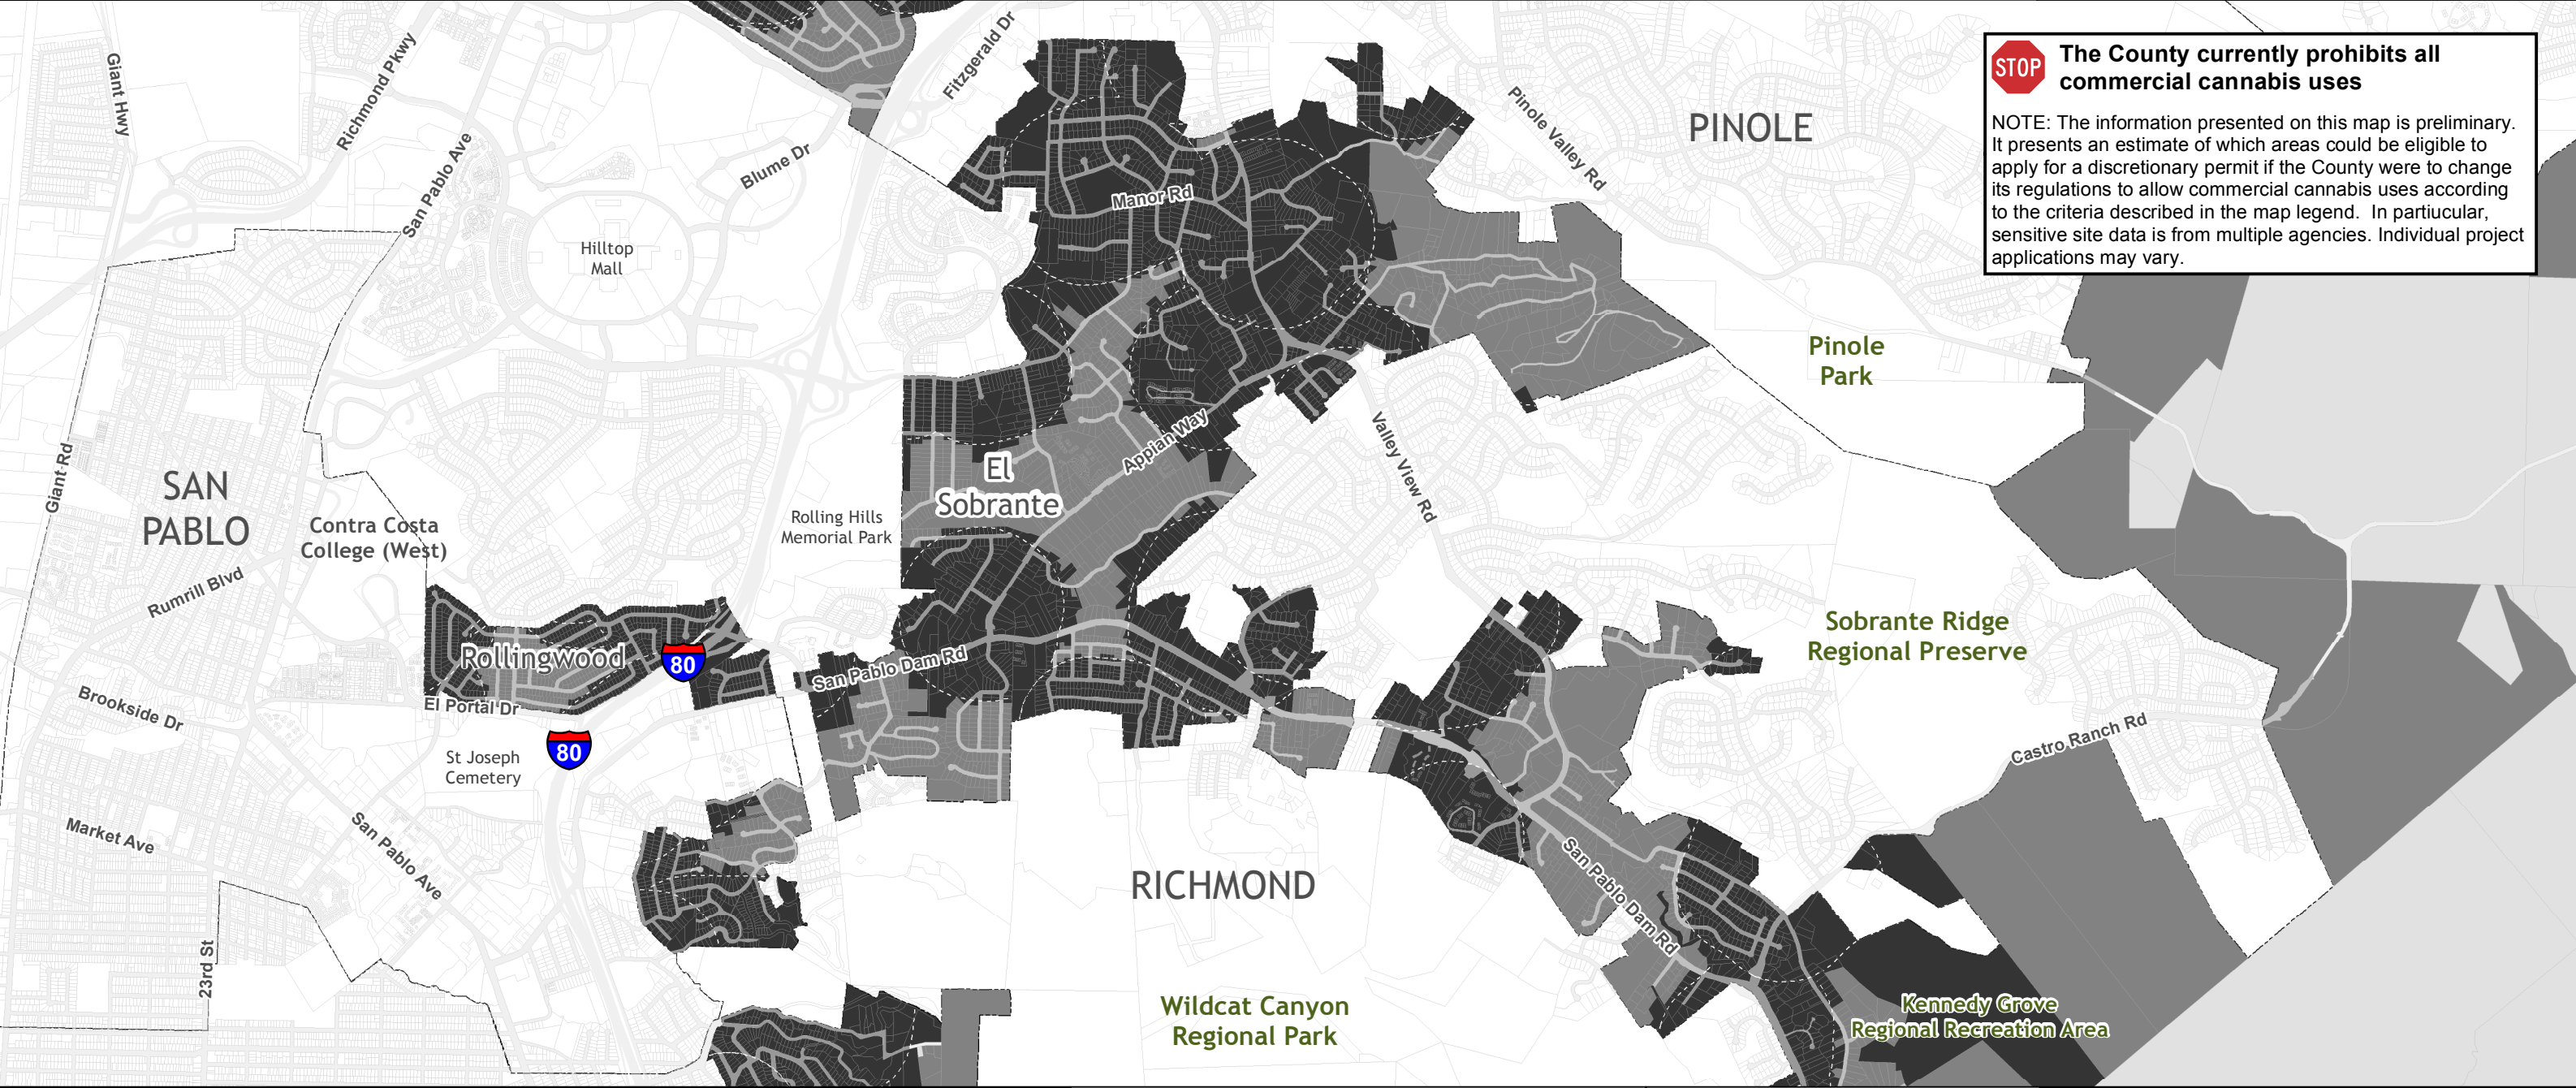 STOP
The County currently prohibits all
commercial cannabis uses
NOTE: The information presented on this map is preliminary.
It presents an estimate of which areas could be eligible to
apply for a discretionary permit if the County were to change
its regulations to allow commercial cannabis uses according
to the criteria described in the map legend. In partiucular,
sensitive site data is from multiple agencies. Individual project
applications may vary.
Giant Hwy
Richmond Pkwy
San Pablo Ave
Fitzgerald Dr
Blume Dr
Hilltop
Mall
Manor Rd
Pinole Valley Rd
PINOLE
Pinole
Park
Giant Rd
SAN
PABLO
Contra Costa
College (West)
Rumrill Blvd
Rolling Hills
Memorial Park
El
Sobrante
Appian Way
Valley View Rd
Rollingwood
80
El Portal Dr
San Pablo Dam Rd
Sobrante Ridge
Regional Preserve
Brookside Dr
80
St Joseph
Cemetery
Castro Ranch Rd
Market Ave
San Pablo Ave
RICHMOND
San Pablo Dam Rd
23rd St
Wildcat Canyon
Regional Park
Kennedy Grove
Regional Recreation Area